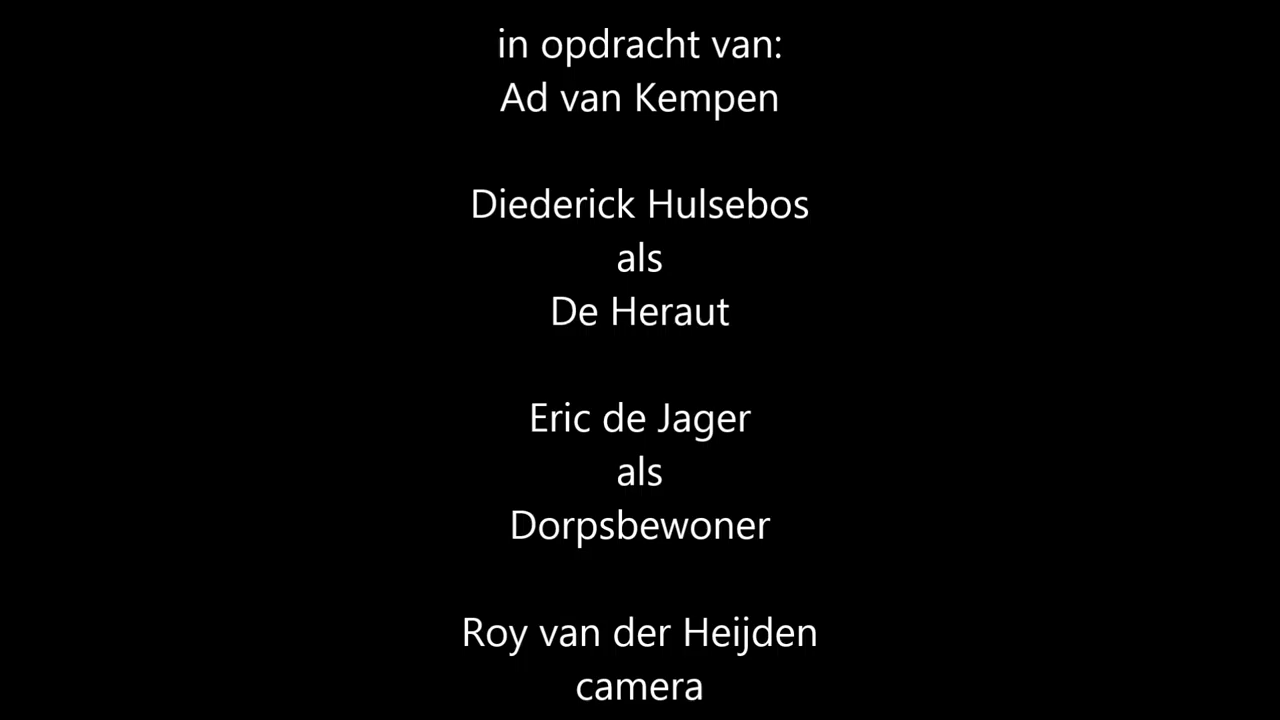 in opdracht van:
Ad van Kempen
Diederick Hulsebos
als
De Heraut
Eric de Jager
als
Dorpsbewoner
Roy van der Heijden
camera